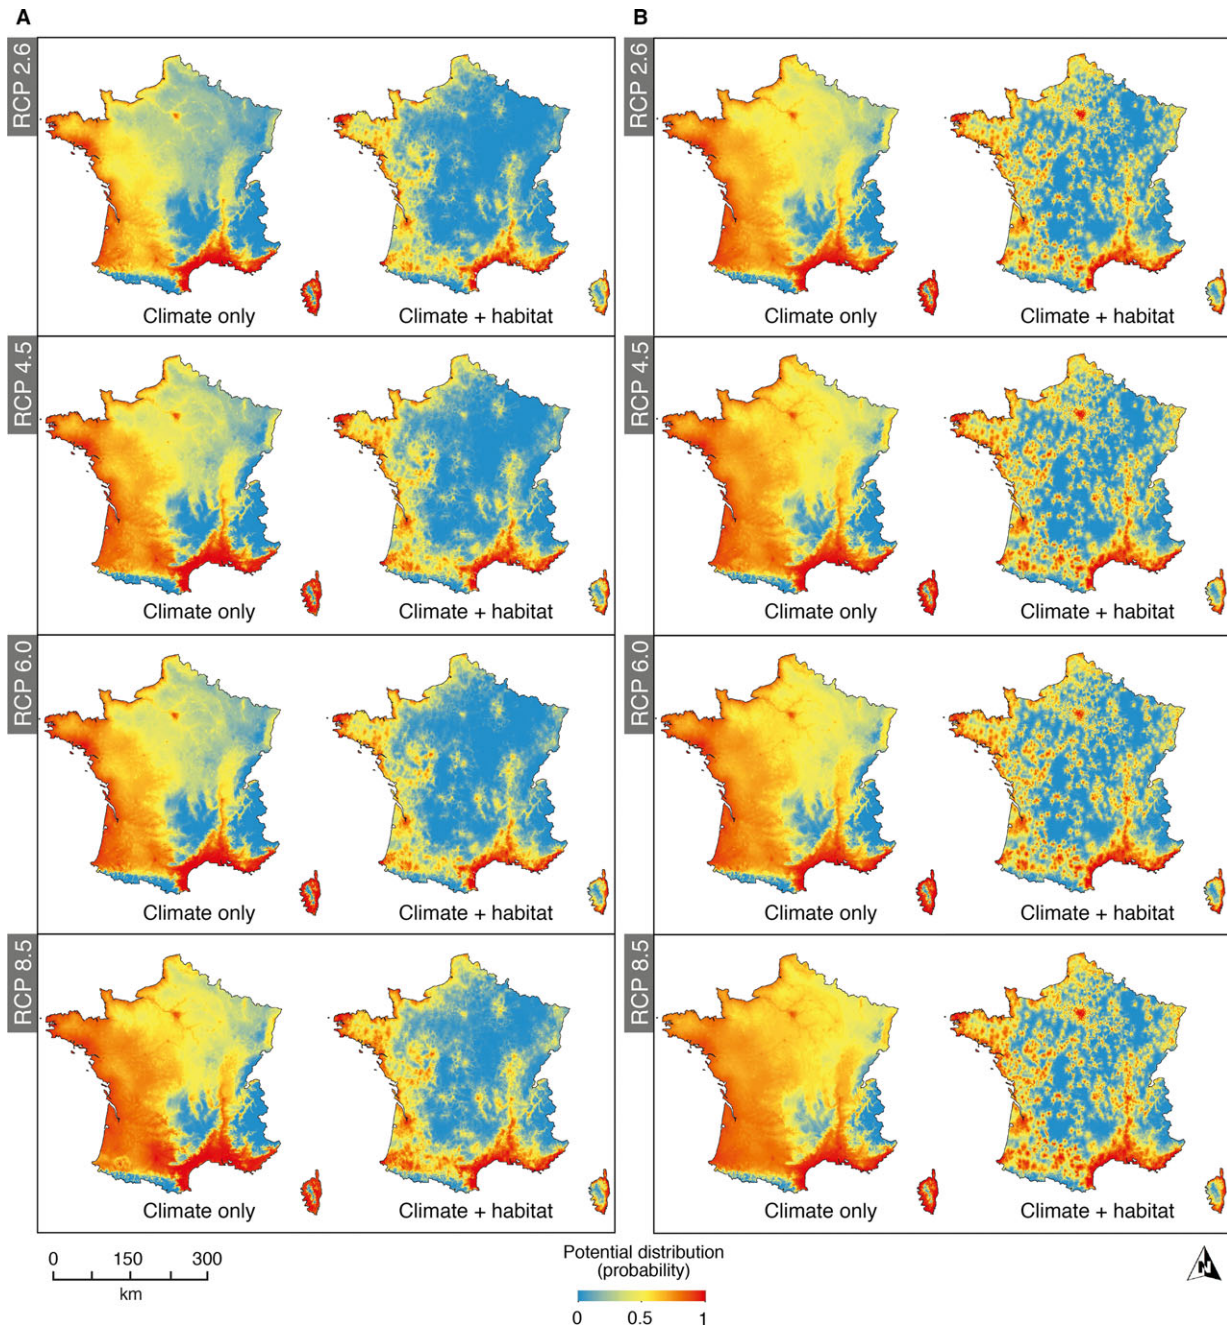 A
B
RCP 2.6
Climate only
Climate + habitat
RCP 2.6
Climate only
Climate + habitat
RCP 4.5
Climate only
Climate + habitat
RCP 4.5
Climate only
Climate + habitat
RCP 6.0
Climate only
Climate + habitat
RCP 6.0
Climate only
Climate + habitat
RCP 8.5
Climate only
Climate + habitat
RCP 8.5
Climate only
Climate + habitat
0 150 300
km
Potential distribution
(probability)
0 0.5 1
N